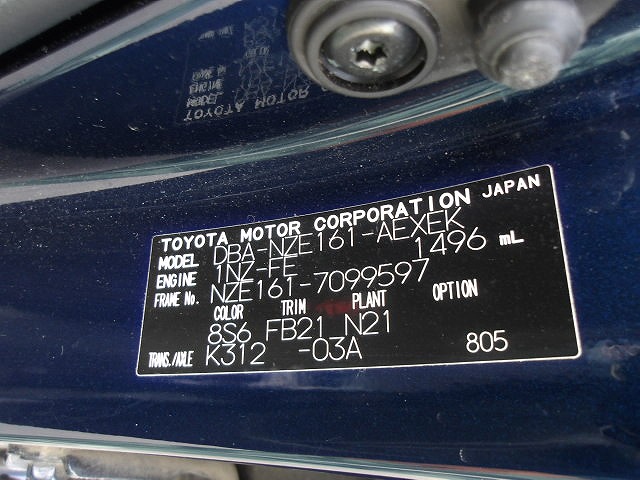 TOYOTA MOTOR CORPORATION JAPAN
MODEL DBA-NZE161-AEXEK
ENGINE 1NZ-FE 1496 mL
FRAME No. NZE161-7099597
COLOR TRIM PLANT OPTION
8S6 FB21 N21
TRANS./AXLE K312 -03A 805